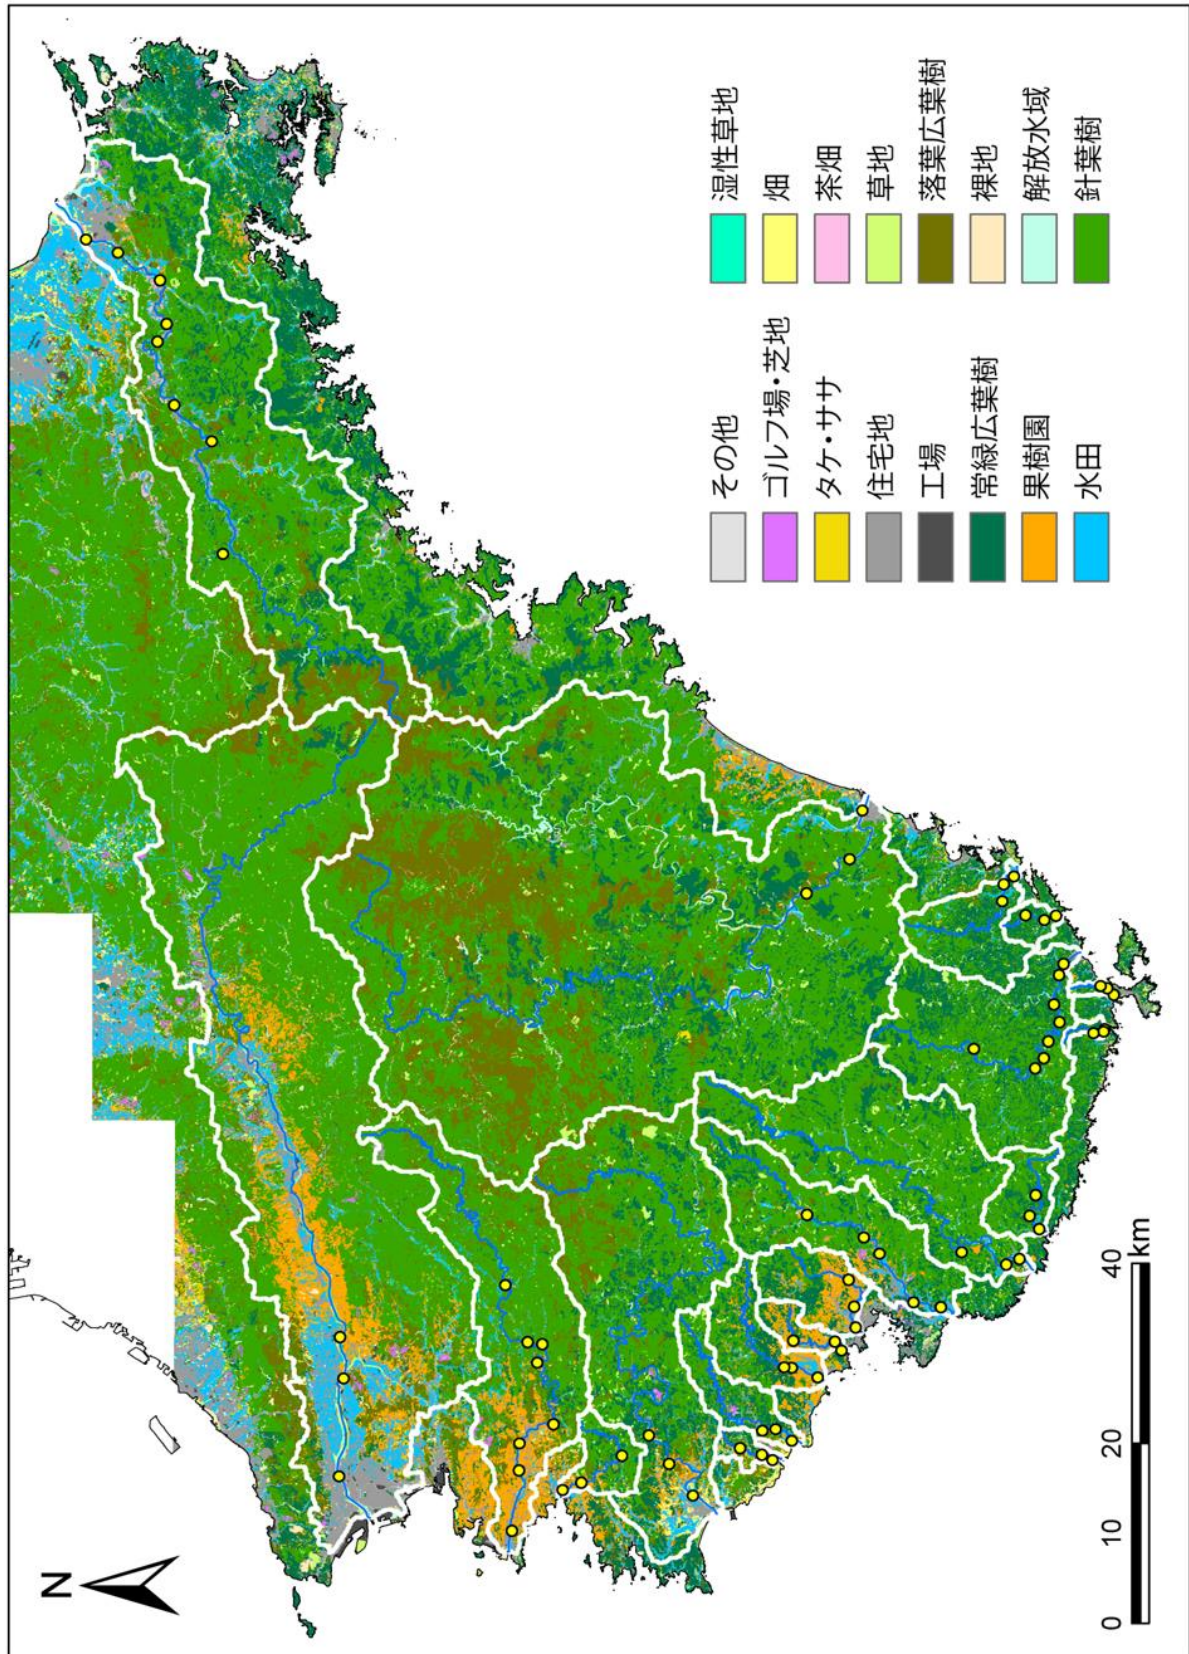 N
その他
ゴルフ場・芝地
タケ・ササ
住宅地
工場
常緑広葉樹
果樹園
水田
湿性草地
畑
茶畑
草地
落葉広葉樹
裸地
解放水域
針葉樹
0 10 20 40
km